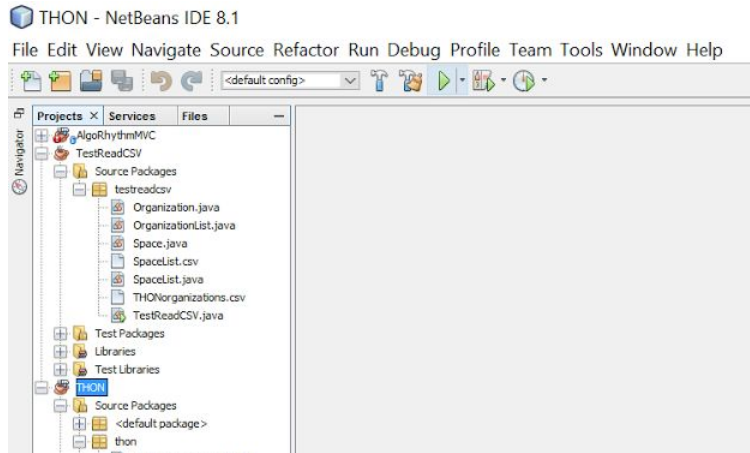 THON - NetBeans IDE 8.1
File Edit View Navigate Source Refactor Run Debug Profile Team Tools Window Help
<default config>
Projects × Services Files
Navigator
AlgoRhythmMVC
TestReadCSV
Source Packages
testreadcsv
Organization.java
OrganizationList.java
Space.java
SpaceList.csv
SpaceList.java
THONorganizations.csv
TestReadCSV.java
Test Packages
Libraries
Test Libraries
THON
Source Packages
<default package>
thon